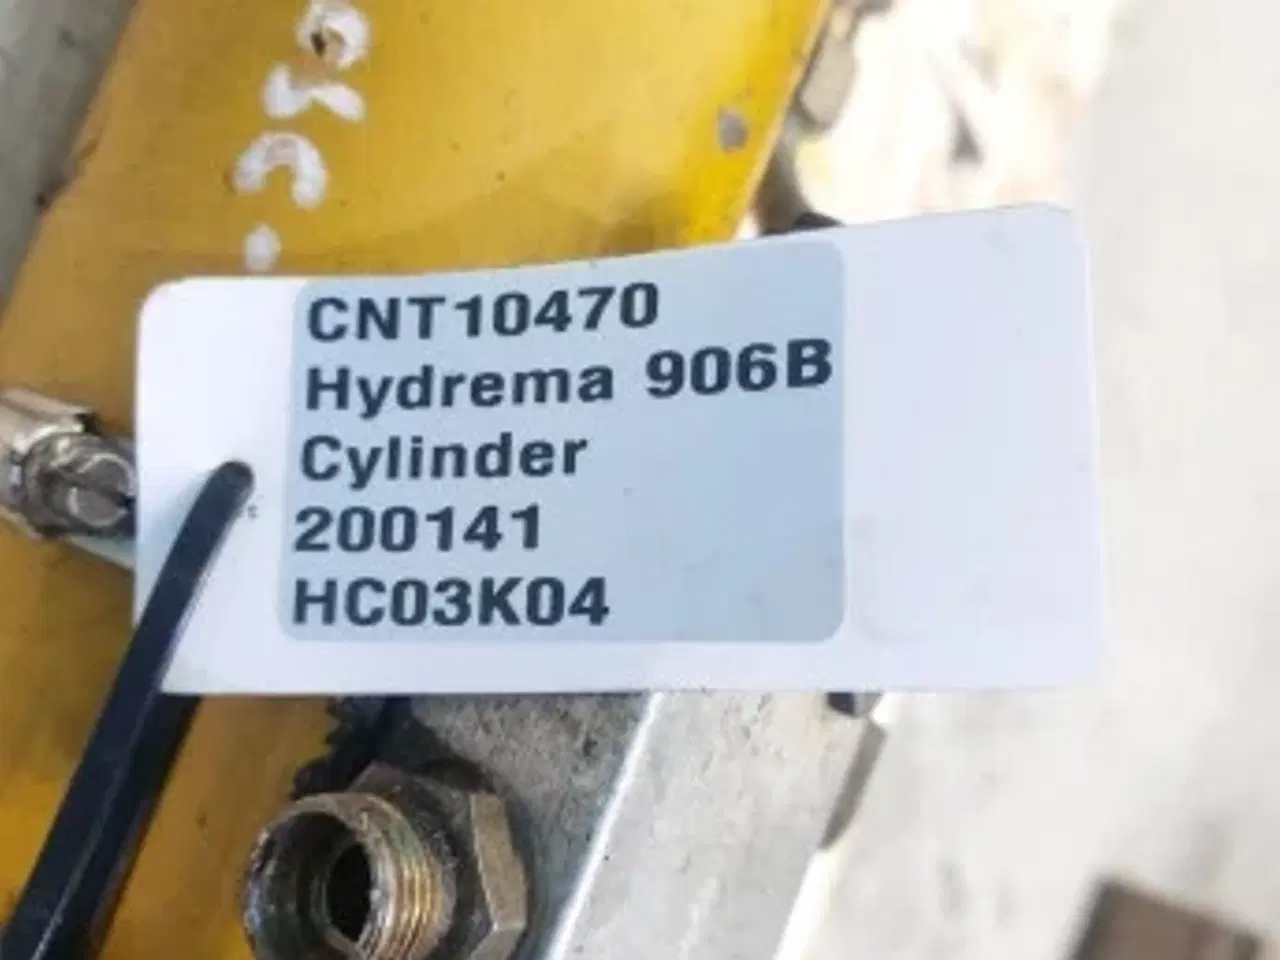 CNT10470
Hydrema 906B
Cylinder
200141
HC03K04